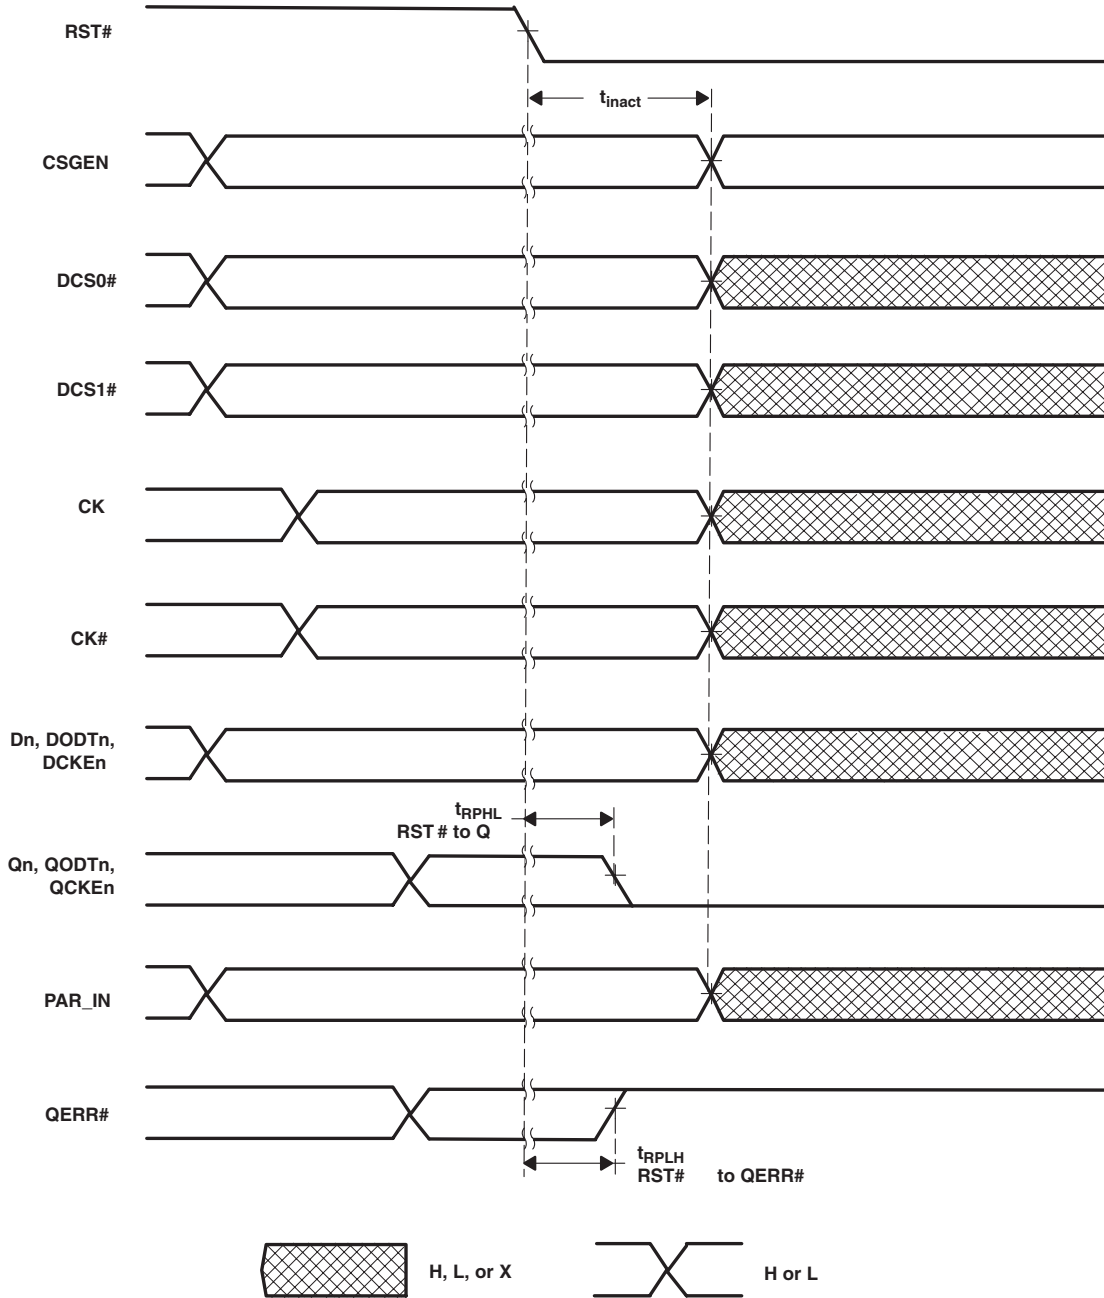 RST#
tinact
CSGEN
DCS0#
DCS1#
CK
CK#
Dn, DODTn,
DCKEn
tRPHL
RST # to Q
Qn, QODTn,
QCKEn
PAR_IN
QERR#
tRPLH
RST# to QERR#
H, L, or X
H or L